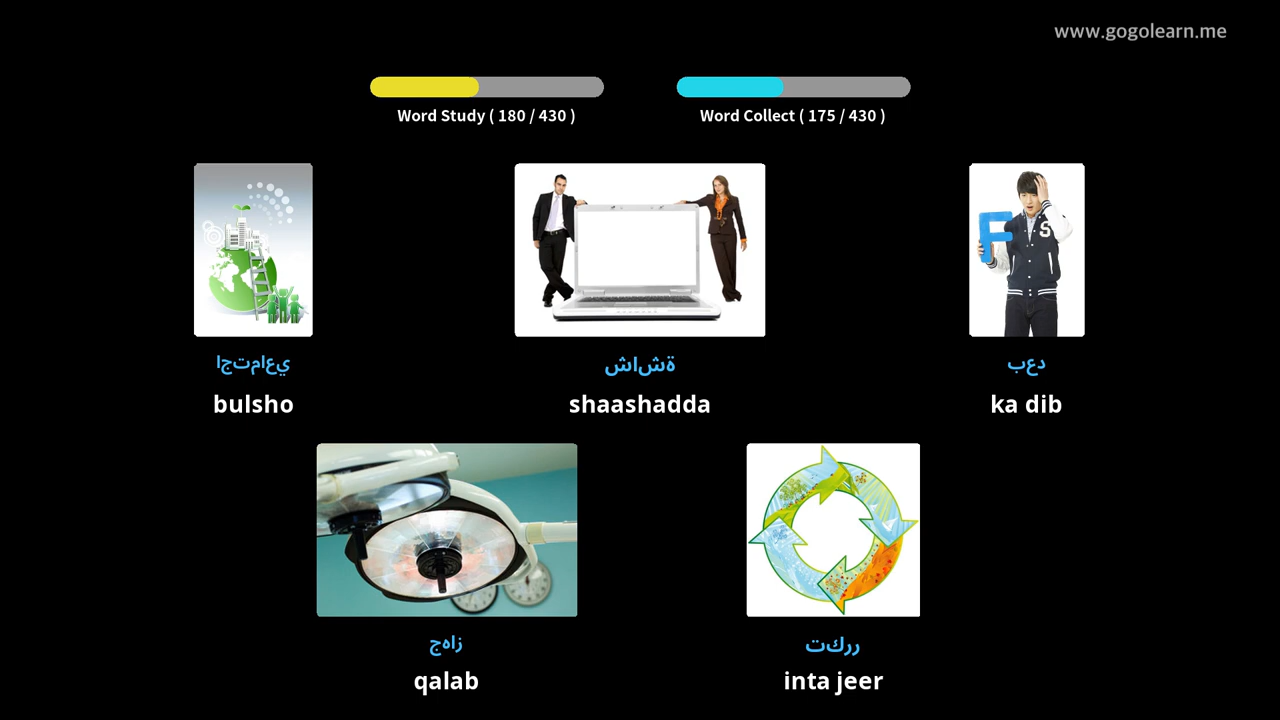 www.gogolearn.me
Word Study ( 180 / 430 )
Word Collect ( 175 / 430 )
اجتماعي
bulsho
شاشة
shaashadda
F
S
بعد
ka dib
جهاز
qalab
تكرر
inta jeer